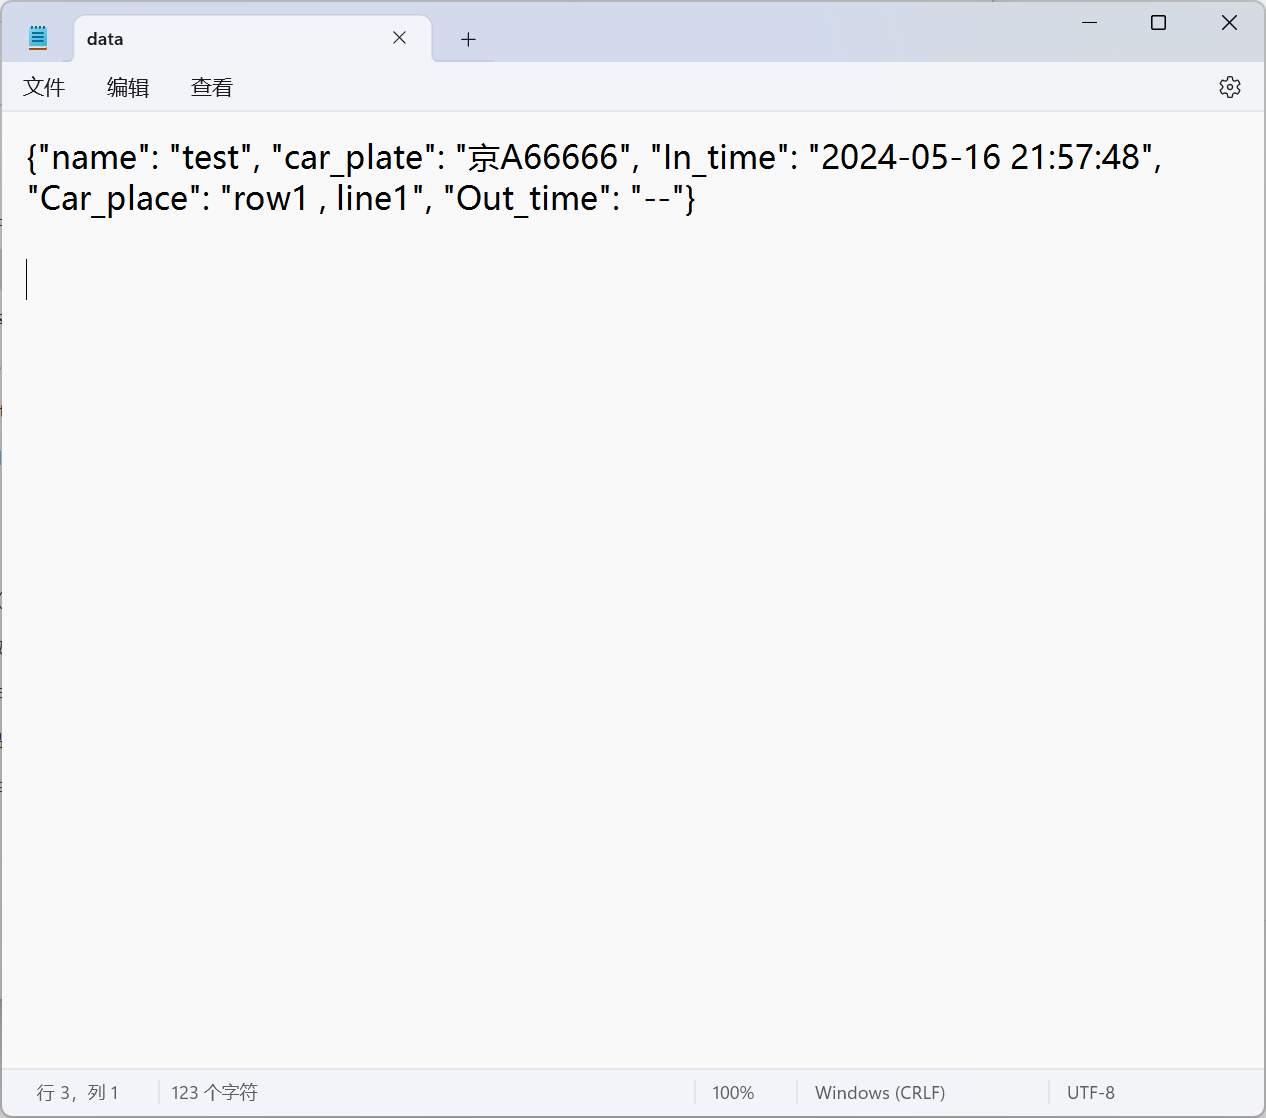 data
文件 编辑 查看
{"name": "test", "car_plate": "京A66666", "In_time": "2024-05-16 21:57:48",
"Car_place": "row1 , line1", "Out_time": "--"}
行 3，列 1 123 个字符 100% Windows (CRLF) UTF-8